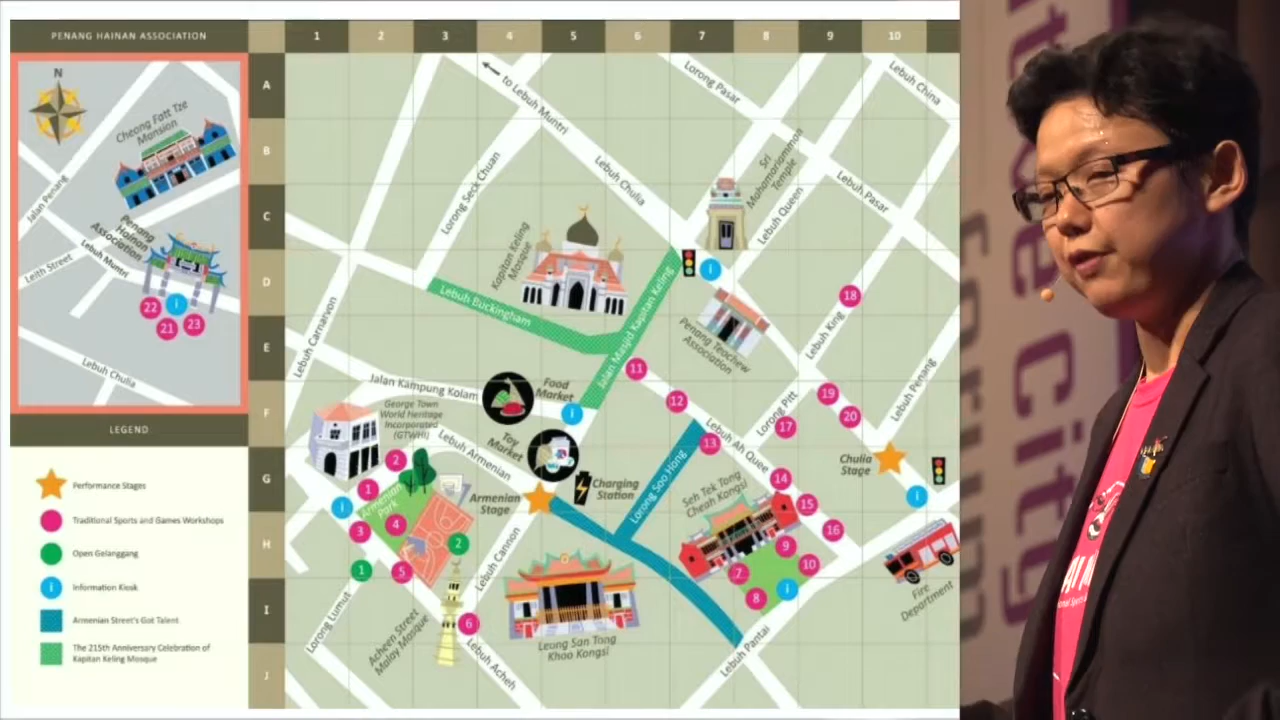 PENANG HAINAN ASSOCIATION
N
Cheong Fatt Tze
Mansion
Jalan Penang
Penang
Hainan
Association
Leith Street
Lebuh Muntri
22
i
21
23
Lebuh Chulia
LEGEND
Performance Stages
Traditional Sports and Games Workshops
Open Gelanggang
i
Information Kiosk
Armenian Street's Got Talent
The 215th Anniversary Celebration of
Kapitan Keling Mosque
1 2 3 4 5 6 7 8 9 10
A
B
C
D
E
F
G
H
I
J
to Lebuh Muntri
Lorong Pasar
Lebuh China
Lorong Seck Chuan
Lebuh Chulia
Sri
Mahamariamman
Temple
Lebuh Queen
Lebuh Pasar
Kapitan Keling
Mosque
i
Lebuh Buckingham
Jalan Masjid Kapitan Keling
Penang Teochew
Association
18
Lebuh King
Lebuh Carnarvon
11
Jalan Kampung Kolam
Food
Market
i
12
19
20
Lebuh Penang
George Town
World Heritage
Incorporated
(GTWHI)
Lebuh Armenian
Toy
Market
13
Lebuh Ah Quee
Lorong Pitt
17
Chulia
Stage
2
1
i
Armenian
Park
3
4
5
2
1
Armenian
Stage
Charging
Station
Lorong Soo Hong
Seh Tek Tong
Cheah Kongsi
14
15
16
9
10
7
8
i
i
Fire
Department
Lebuh Cannon
Lorong Lumut
Acheen Street
Malay Mosque
6
Lebuh Acheh
Leung San Tong
Khoo Kongsi
Lebuh Pantai